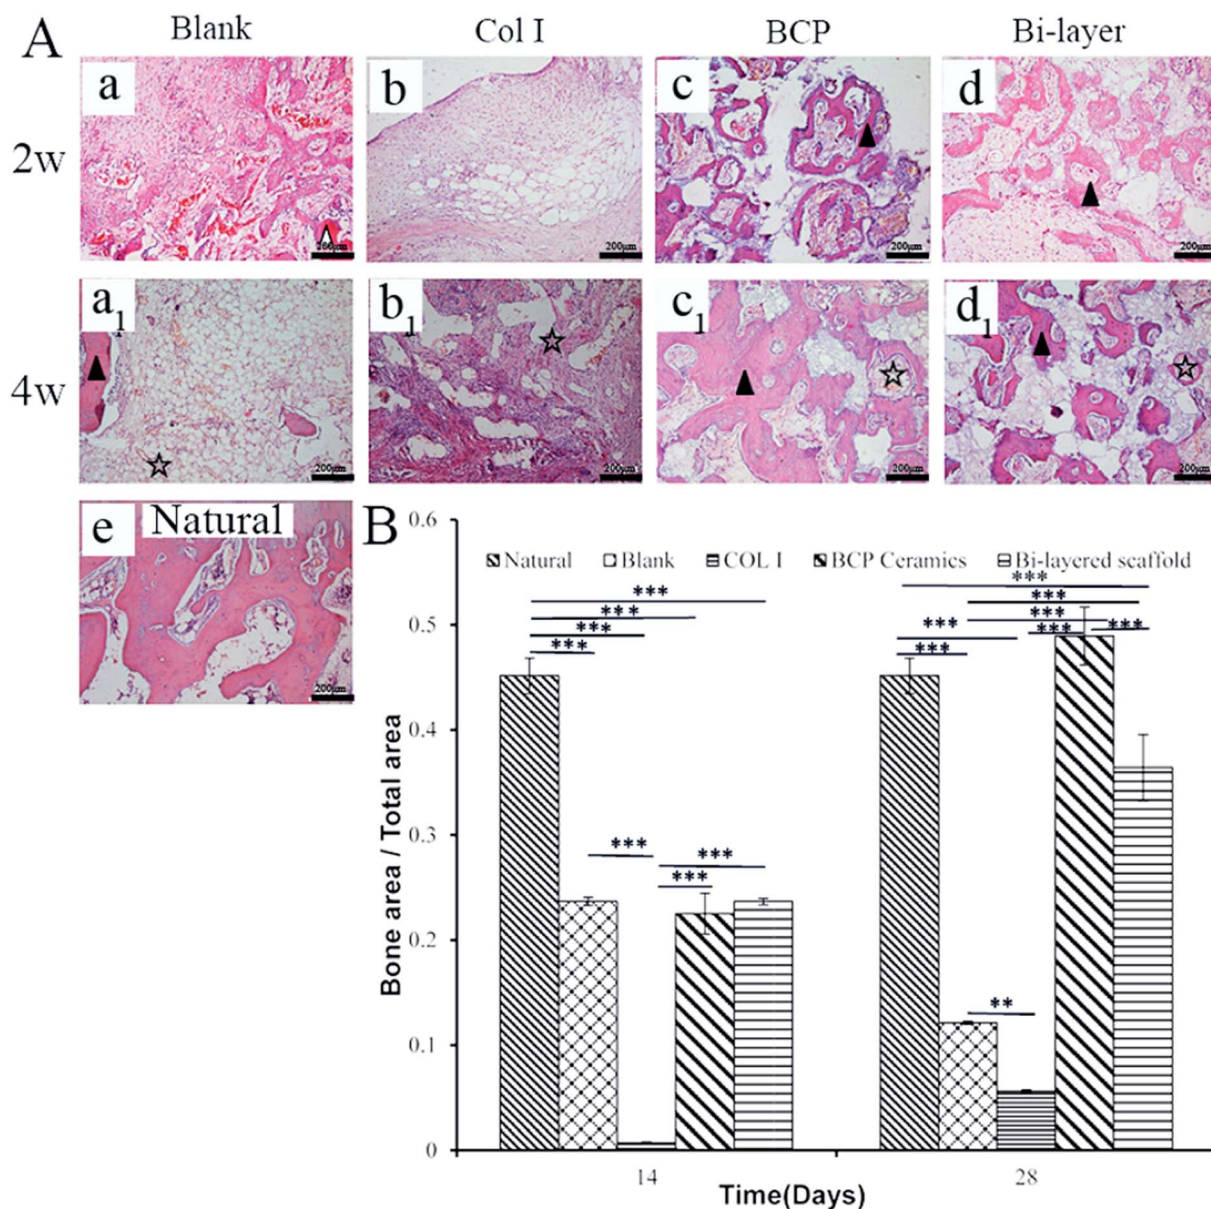 A
Blank
Col I
BCP
Bi-layer
2w
a
b
c
d
200μm
200μm
200μm
200μm
4w
a1
b1
c1
d1
200μm
200μm
200μm
200μm
e
Natural
200μm
B
0.6
0.5
0.4
0.3
0.2
0.1
0
Bone area / Total area
Natural
Blank
COL I
BCP Ceramics
Bi-layered scaffold
***
***
***
***
***
***
***
***
***
***
***
***
***
***
**
14
28
Time(Days)